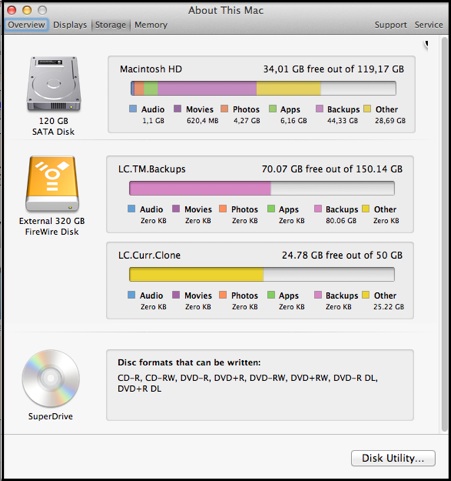 About This Mac
Overview Displays Storage Memory Support Service
Macintosh HD 34,01 GB free out of 119,17 GB
Audio Movies Photos Apps Backups Other
1,1 GB 620,4 MB 4,27 GB 6,16 GB 44,33 GB 28,69 GB
120 GB
SATA Disk
LC.TM.Backups 70.07 GB free out of 150.14 GB
Audio Movies Photos Apps Backups Other
Zero KB Zero KB Zero KB Zero KB 80.06 GB Zero KB
External 320 GB
FireWire Disk
LC.Curr.Clone 24.78 GB free out of 50 GB
Audio Movies Photos Apps Backups Other
Zero KB Zero KB Zero KB Zero KB Zero KB 25.22 GB
Disc formats that can be written:
CD-R, CD-RW, DVD-R, DVD+R, DVD-RW, DVD+RW, DVD-R DL,
DVD+R DL
SuperDrive
Disk Utility...